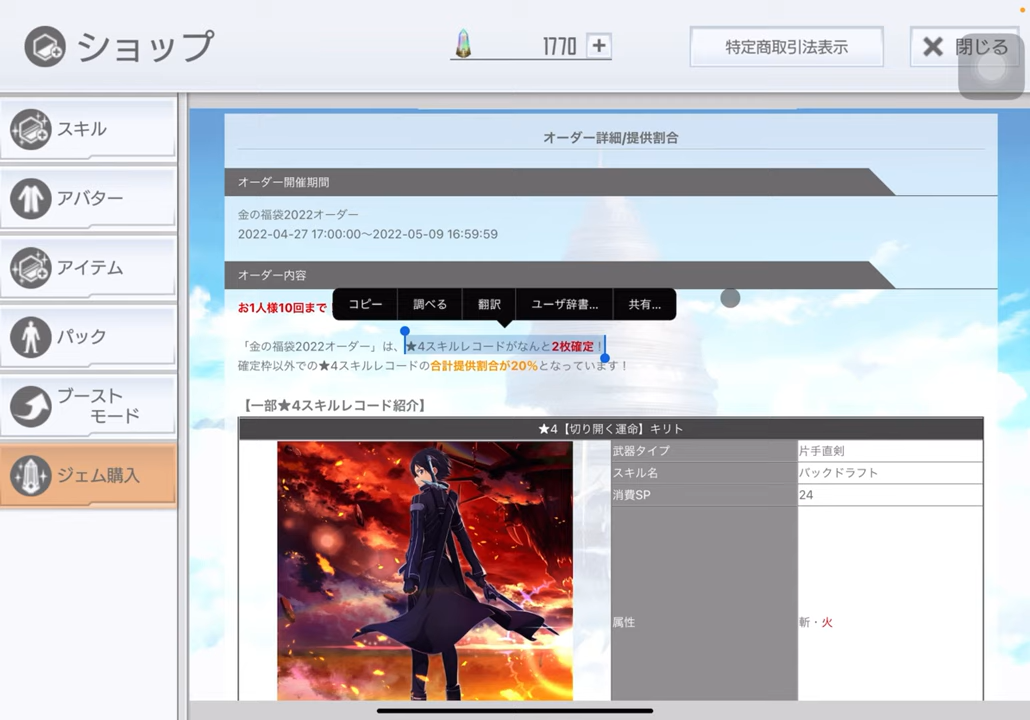 ショップ
1770 +
特定商取引法表示
閉じる
スキル
アバター
アイテム
パック
ブースト
モード
ジェム購入
オーダー詳細/提供割合
オーダー開催期間
金の福袋2022オーダー
2022-04-27 17:00:00〜2022-05-09 16:59:59
オーダー内容
お1人様10回まで
コピー 調べる 翻訳 ユーザ辞書... 共有...
「金の福袋2022オーダー」は、★4スキルレコードがなんと2枚確定！
確定枠以外での★4スキルレコードの合計提供割合が20%となっています！
【一部★4スキルレコード紹介】
★4【切り開く運命】キリト
武器タイプ 片手直剣
スキル名 バックドラフト
消費SP 24
属性 斬・火